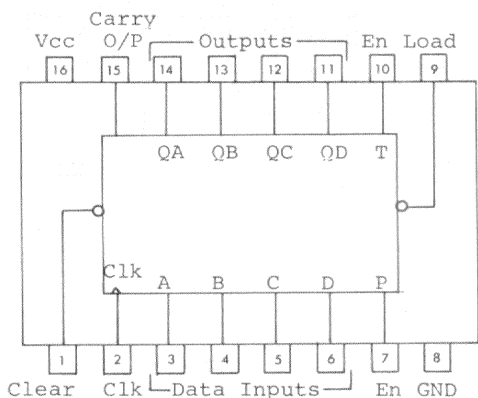 Carry
Vcc O/P Outputs En Load
16 15 14 13 12 11 10 9
QA QB QC QD T
Clk
A B C D P
1 2 3 4 5 6 7 8
Clear Clk Data Inputs En GND